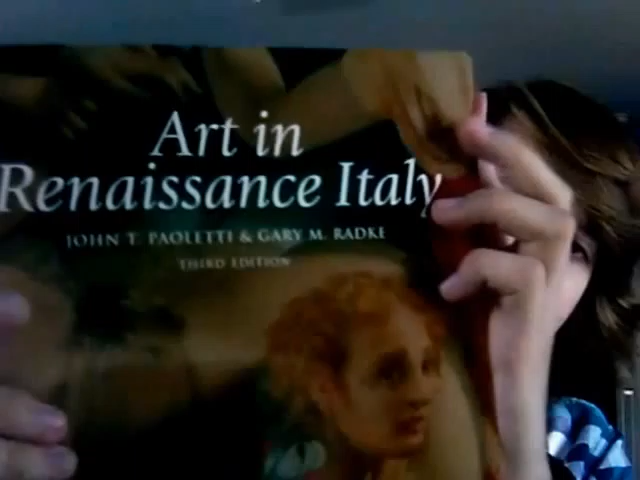 Art in
Renaissance Italy
JOHN T. PAOLETTI & GARY M. RADKE
THIRD EDITION